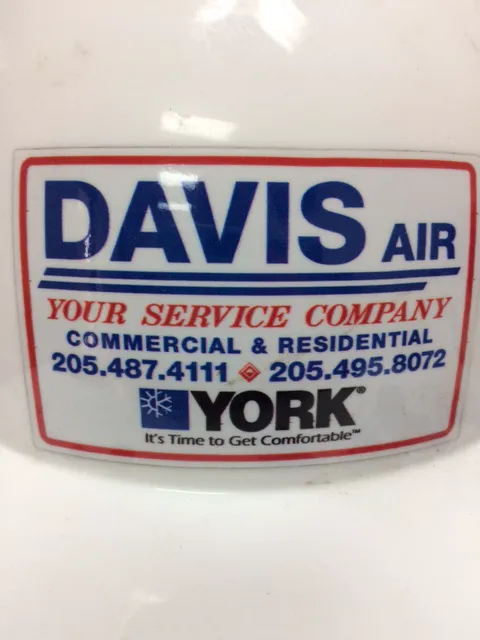 DAVIS AIR
YOUR SERVICE COMPANY
COMMERCIAL & RESIDENTIAL
205.487.4111 205.495.8072
YORK®
It's Time to Get Comfortable™